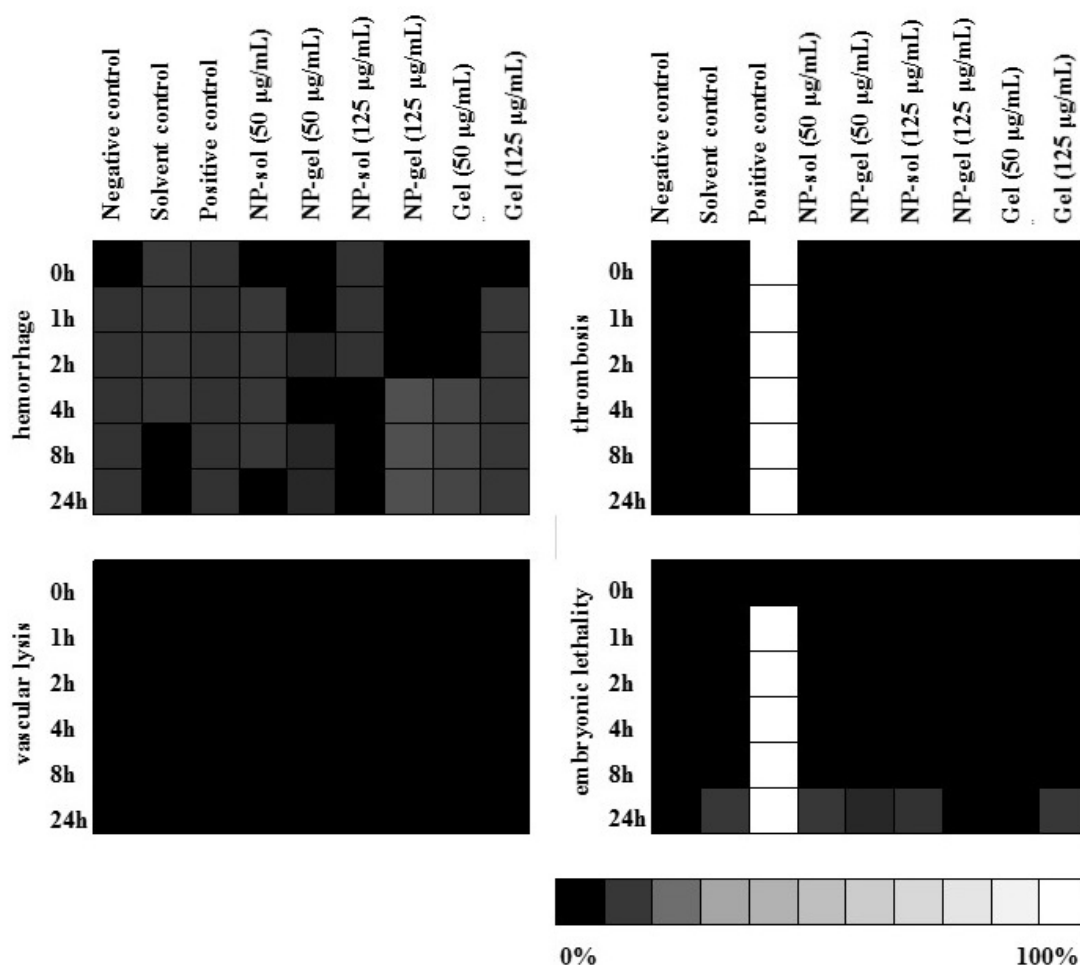 Negative control
Solvent control
Positive control
NP-sol (50 µg/mL)
NP-gel (50 µg/mL)
NP-sol (125 µg/mL)
NP-gel (125 µg/mL)
Gel (50 µg/mL)
Gel (125 µg/mL)
hemorrhage
0h
1h
2h
4h
8h
24h
Negative control
Solvent control
Positive control
NP-sol (50 µg/mL)
NP-gel (50 µg/mL)
NP-sol (125 µg/mL)
NP-gel (125 µg/mL)
Gel (50 µg/mL)
Gel (125 µg/mL)
thrombosis
0h
1h
2h
4h
8h
24h
vascular lysis
0h
1h
2h
4h
8h
24h
embryonic lethality
0h
1h
2h
4h
8h
24h
0% 100%